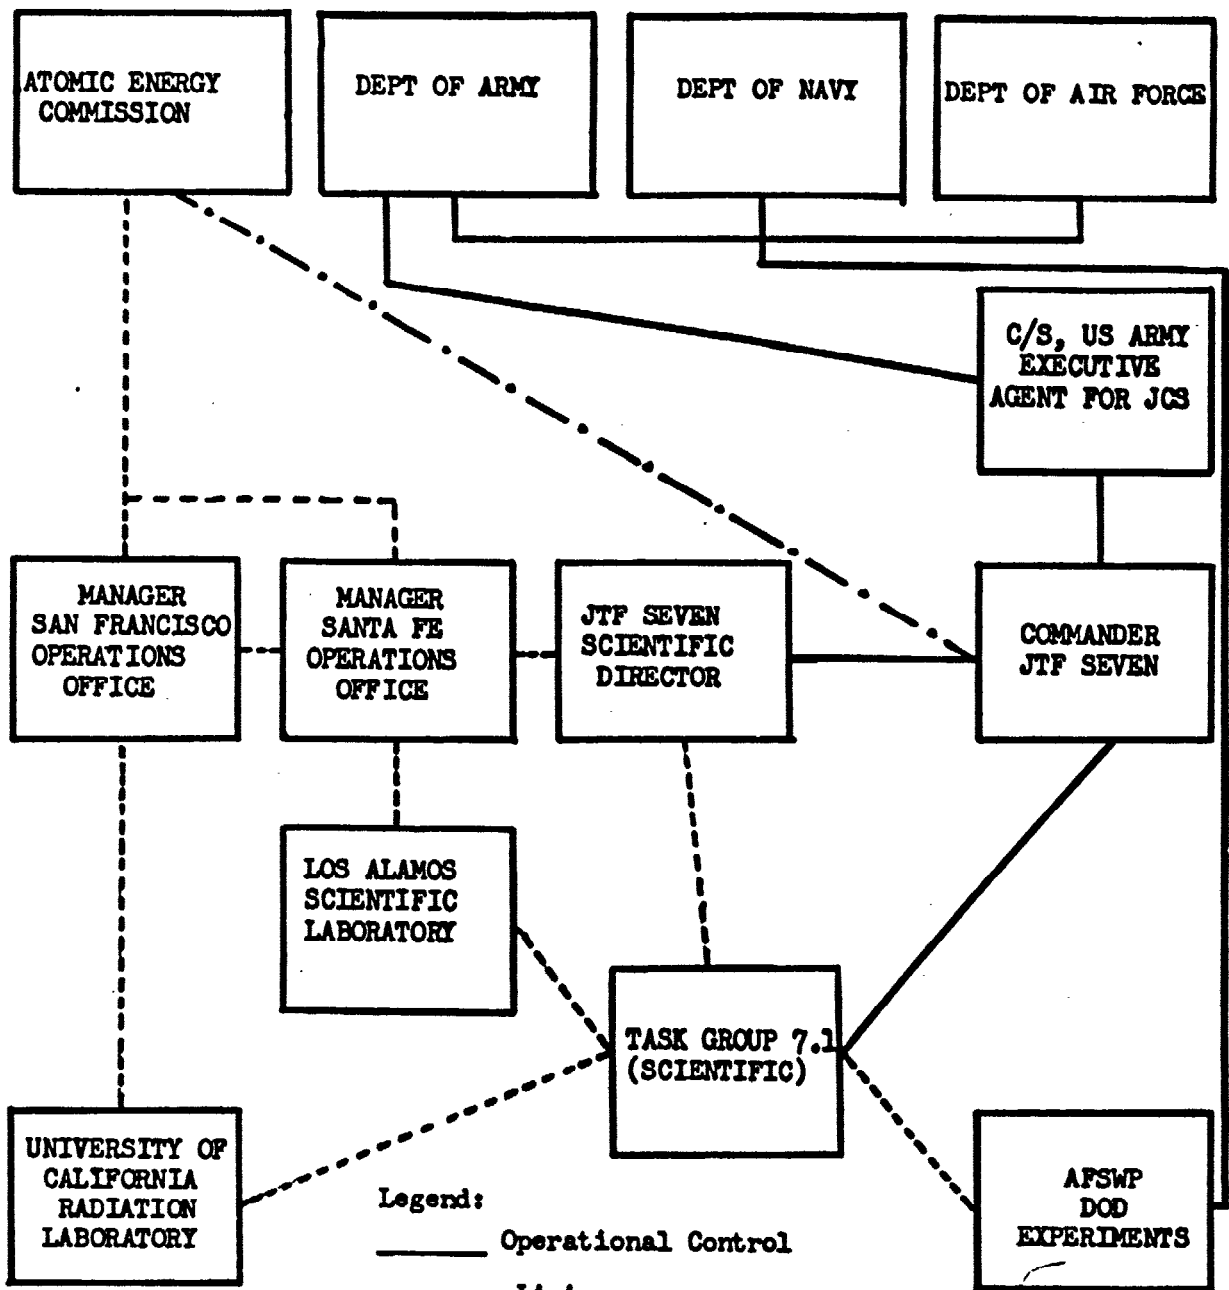 ATOMIC ENERGY
COMMISSION
DEPT OF ARMY
DEPT OF NAVY
DEPT OF AIR FORCE
C/S, US ARMY
EXECUTIVE
AGENT FOR JCS
MANAGER
SAN FRANCISCO
OPERATIONS
OFFICE
MANAGER
SANTA FE
OPERATIONS
OFFICE
JTF SEVEN
SCIENTIFIC
DIRECTOR
COMMANDER
JTF SEVEN
LOS ALAMOS
SCIENTIFIC
LABORATORY
TASK GROUP 7.1
(SCIENTIFIC)
UNIVERSITY OF
CALIFORNIA
RADIATION
LABORATORY
AFSWP
DOD
EXPERIMENTS
Legend:
Operational Control